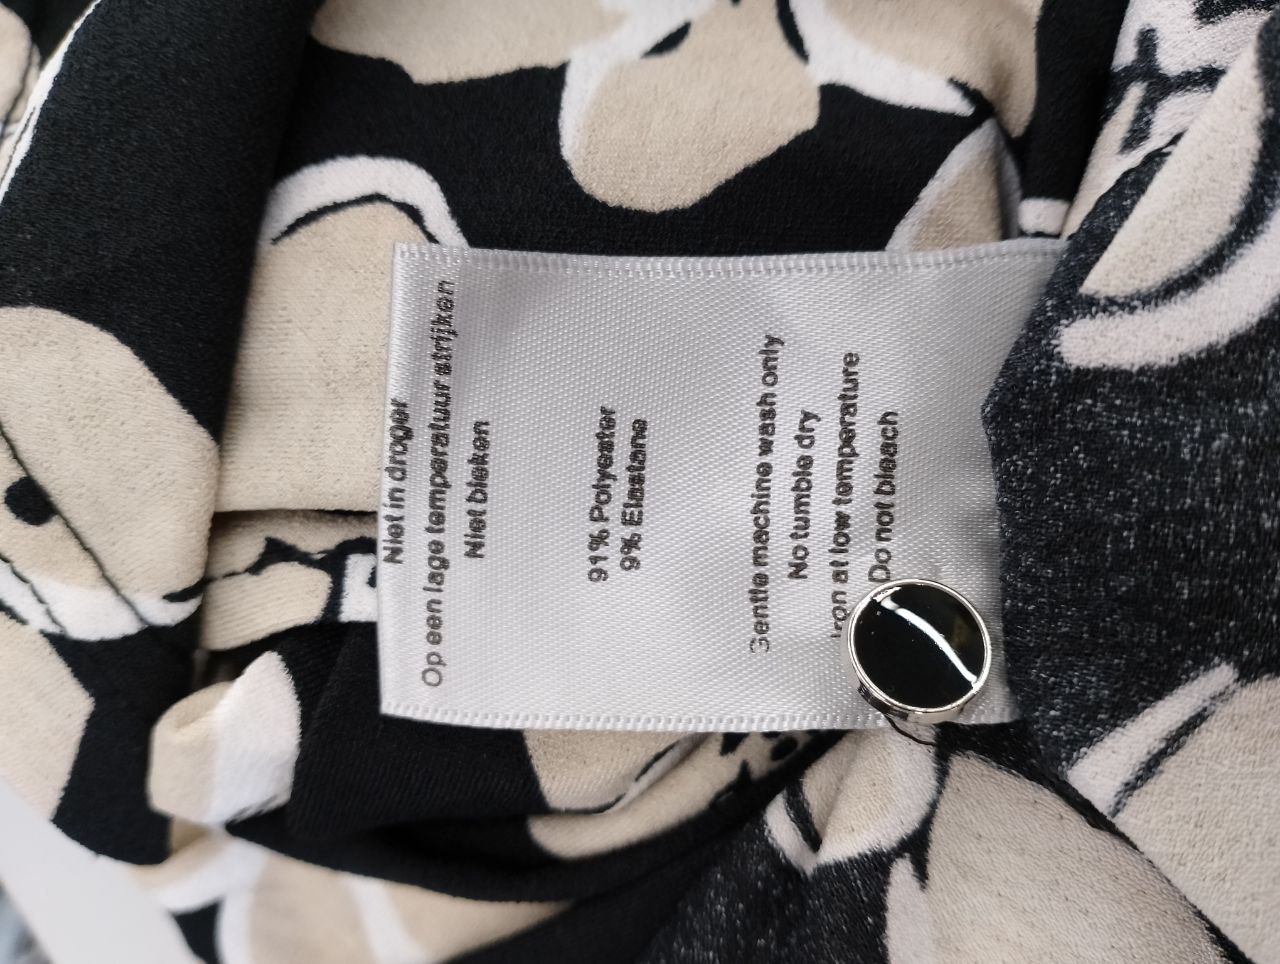 Niet in droger
Op een lage temperatuur strijken
Niet bleken
91% Polyester
9% Elastane
Gentle machine wash only
No tumble dry
Iron at low temperature
Do not bleach